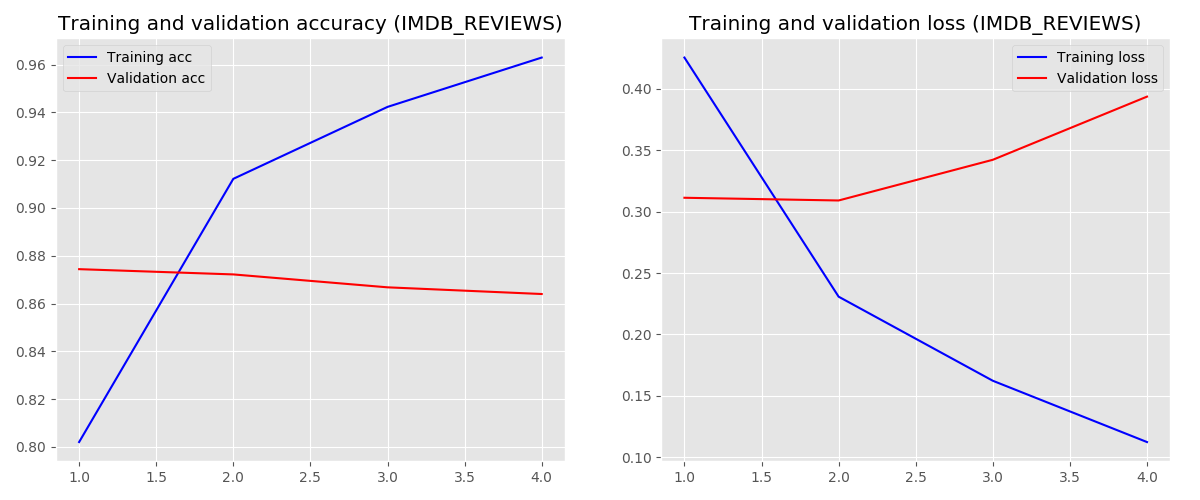 Training and validation accuracy (IMDB_REVIEWS)
Training acc
Validation acc
0.96
0.94
0.92
0.90
0.88
0.86
0.84
0.82
0.80
1.0 1.5 2.0 2.5 3.0 3.5 4.0
Training and validation loss (IMDB_REVIEWS)
Training loss
Validation loss
0.40
0.35
0.30
0.25
0.20
0.15
0.10
1.0 1.5 2.0 2.5 3.0 3.5 4.0